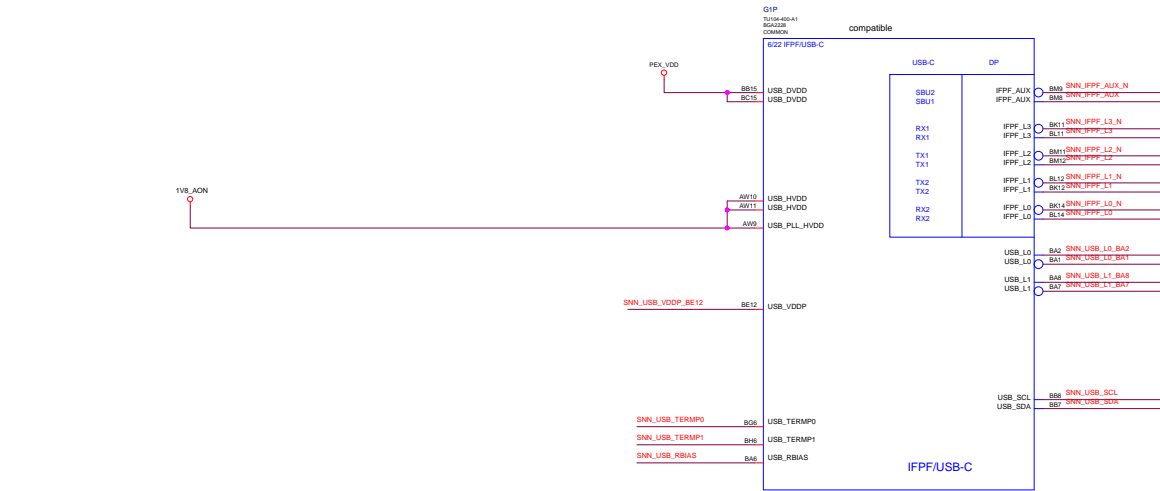 G1P
TU104-400-A1
BGA2228
COMMON
compatible
6/22 IFPF/USB-C
USB-C DP
PEX_VDD
BB15 USB_DVDD
BC15 USB_DVDD
SBU2 IFPF_AUX BM9 SNN_IFPF_AUX_N
SBU1 IFPF_AUX BM8 SNN_IFPF_AUX
RX1 IFPF_L3 BK11 SNN_IFPF_L3_N
RX1 IFPF_L3 BL11 SNN_IFPF_L3
TX1 IFPF_L2 BM11 SNN_IFPF_L2_N
TX1 IFPF_L2 BM12 SNN_IFPF_L2
TX2 IFPF_L1 BL12 SNN_IFPF_L1_N
TX2 IFPF_L1 BK12 SNN_IFPF_L1
1V8_AON
AW10 USB_HVDD
AW11 USB_HVDD
RX2 IFPF_L0 BK14 SNN_IFPF_L0_N
RX2 IFPF_L0 BL14 SNN_IFPF_L0
AW9 USB_PLL_HVDD
USB_L0 BA2 SNN_USB_L0_BA2
USB_L0 BA1 SNN_USB_L0_BA1
USB_L1 BA8 SNN_USB_L1_BA8
USB_L1 BA7 SNN_USB_L1_BA7
SNN_USB_VDDP_BE12 BE12 USB_VDDP
USB_SCL BB8 SNN_USB_SCL
USB_SDA BB7 SNN_USB_SDA
SNN_USB_TERMP0 BG6 USB_TERMP0
SNN_USB_TERMP1 BH6 USB_TERMP1
SNN_USB_RBIAS BA6 USB_RBIAS
IFPF/USB-C